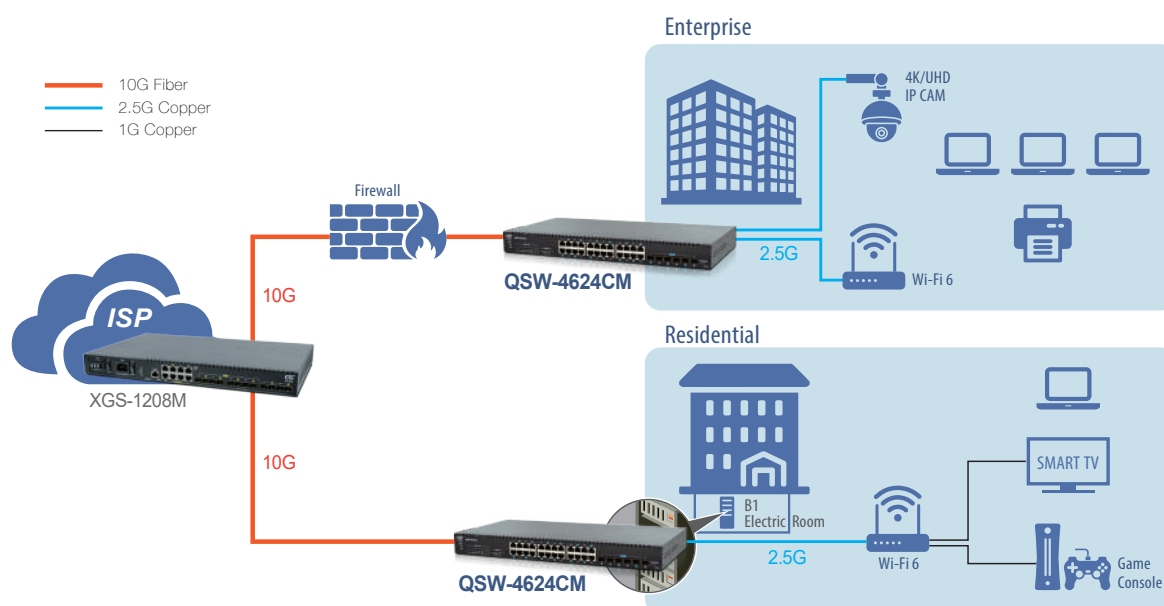 Enterprise
10G Fiber
2.5G Copper
1G Copper
4K/UHD
IP CAM
Firewall
2.5G
QSW-4624CM
Wi-Fi 6
10G
ISP
XGS-1208M
Residential
10G
SMART TV
B1
Electric Room
2.5G
Wi-Fi 6
QSW-4624CM
Game
Console